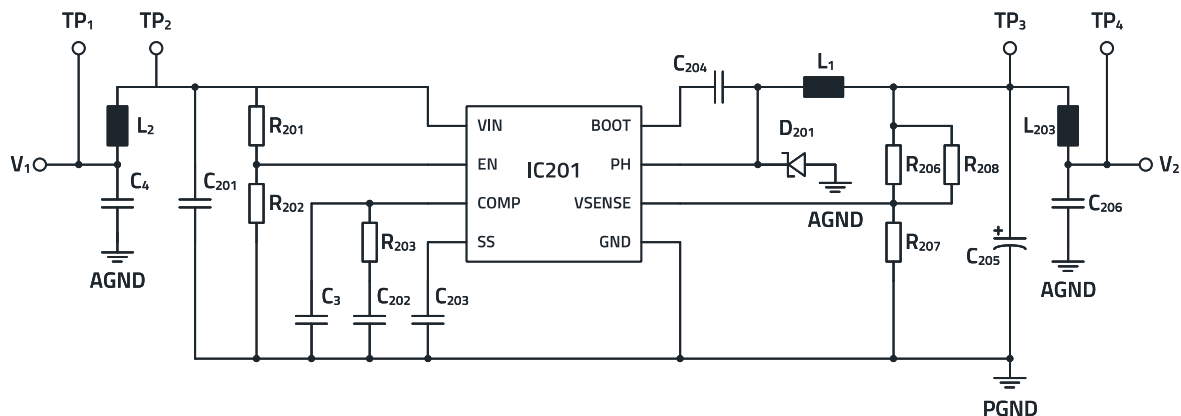 TP₁
TP₂
TP₃
TP₄
C₂₀₄
L₁
L₂
R₂₀₁
VIN
BOOT
D₂₀₁
L₂₀₃
V₁
EN
IC201
PH
R₂₀₆
R₂₀₈
V₂
C₄
C₂₀₁
R₂₀₂
COMP
VSENSE
AGND
C₂₀₆
R₂₀₃
SS
GND
R₂₀₇
C₂₀₅
+
AGND
AGND
C₃
C₂₀₂
C₂₀₃
PGND